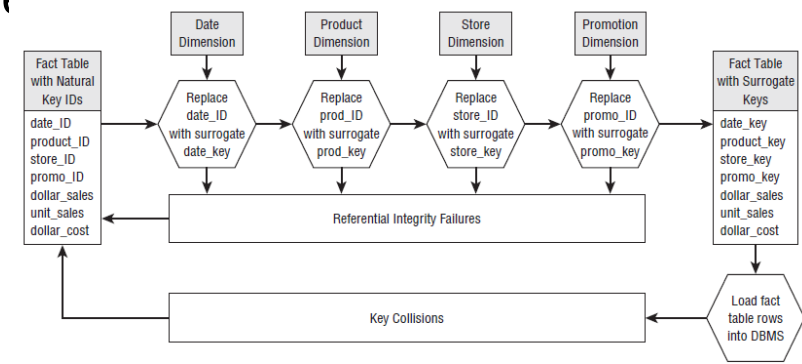 Date
Dimension
Product
Dimension
Store
Dimension
Promotion
Dimension
Fact Table
with Natural
Key IDs
date_ID
product_ID
store_ID
promo_ID
dollar_sales
unit_sales
dollar_cost
Replace
date_ID
with surrogate
date_key
Replace
prod_ID
with surrogate
prod_key
Replace
store_ID
with surrogate
store_key
Replace
promo_ID
with surrogate
promo_key
Fact Table
with Surrogate
Keys
date_key
product_key
store_key
promo_key
dollar_sales
unit_sales
dollar_cost
Referential Integrity Failures
Key Collisions
Load fact
table rows
into DBMS